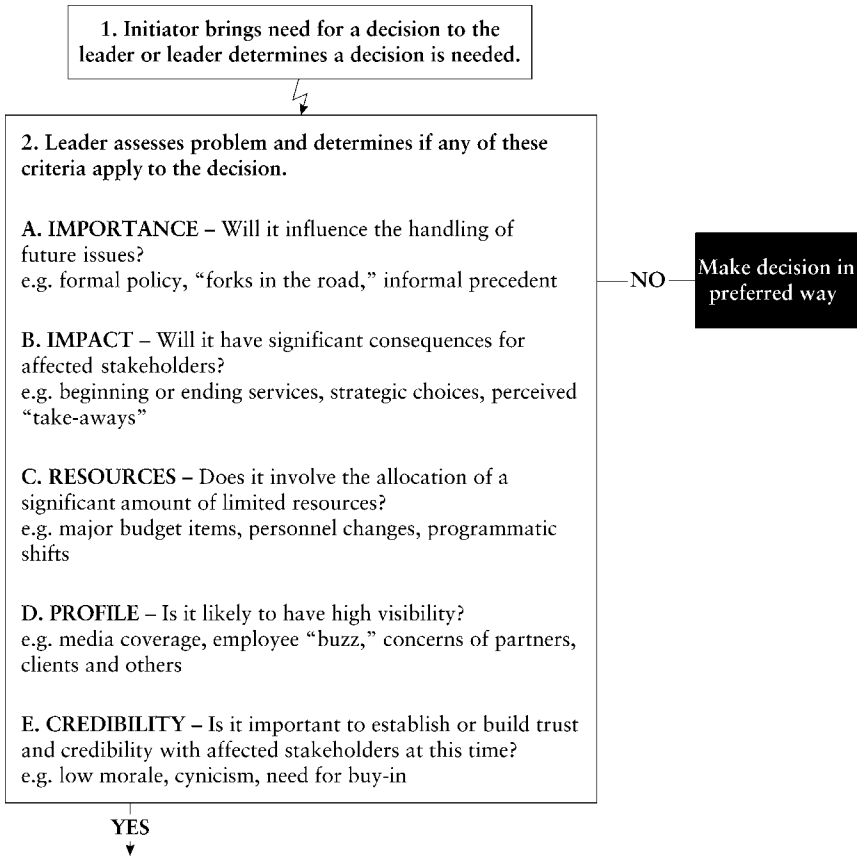 1. Initiator brings need for a decision to the
leader or leader determines a decision is needed.
2. Leader assesses problem and determines if any of these
criteria apply to the decision.
A. IMPORTANCE – Will it influence the handling of
future issues?
e.g. formal policy, “forks in the road,” informal precedent
NO
Make decision in
preferred way
B. IMPACT – Will it have significant consequences for
affected stakeholders?
e.g. beginning or ending services, strategic choices, perceived
“take-aways”
C. RESOURCES – Does it involve the allocation of a
significant amount of limited resources?
e.g. major budget items, personnel changes, programmatic
shifts
D. PROFILE – Is it likely to have high visibility?
e.g. media coverage, employee “buzz,” concerns of partners,
clients and others
E. CREDIBILITY – Is it important to establish or build trust
and credibility with affected stakeholders at this time?
e.g. low morale, cynicism, need for buy-in
YES